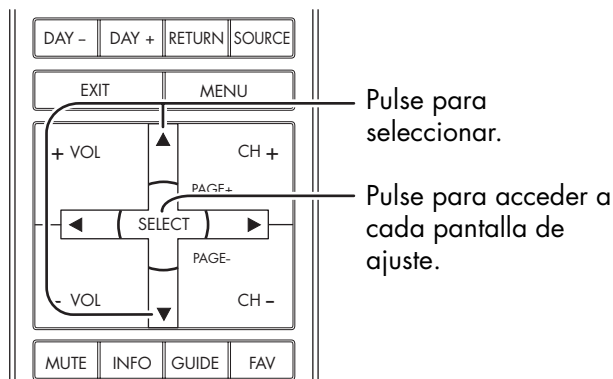 DAY – DAY + RETURN SOURCE
EXIT MENU
Pulse para
seleccionar.
+ VOL CH +
PAGE+
Pulse para acceder a
cada pantalla de
ajuste.
SELECT
PAGE-
- VOL CH –
MUTE INFO GUIDE FAV